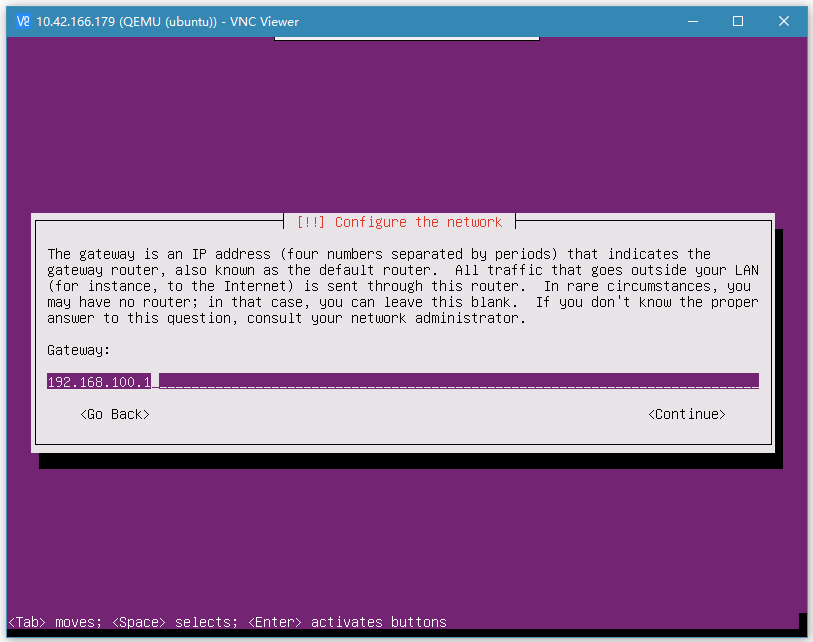 10.42.166.179 (QEMU (ubuntu)) - VNC Viewer
[!!] Configure the network
The gateway is an IP address (four numbers separated by periods) that indicates the
gateway router, also known as the default router.  All traffic that goes outside your LAN
(for instance, to the Internet) is sent through this router.  In rare circumstances, you
may have no router; in that case, you can leave this blank.  If you don't know the proper
answer to this question, consult your network administrator.
Gateway:
192.168.100.1
<Go Back> <Continue>
<Tab> moves; <Space> selects; <Enter> activates buttons